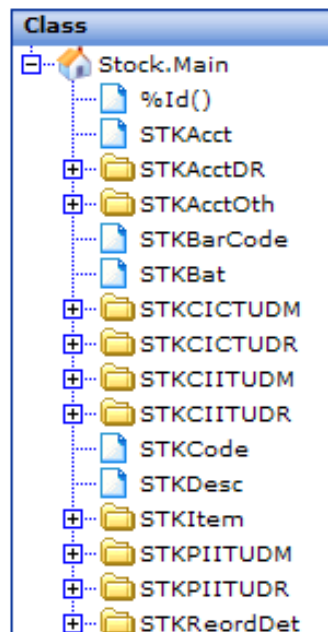 Class
Stock.Main
%Id()
STKAcct
STKAcctDR
STKAcctOth
STKBarCode
STKBat
STKCICTUDM
STKCICTUDR
STKCIITUDM
STKCIITUDR
STKCode
STKDesc
STKItem
STKPIITUDM
STKPIITUDR
STKReordDet